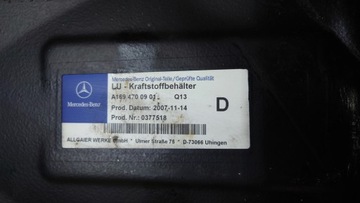 Mercedes-Benz Original-Teile / Geprüfte Qualität
LU - Kraftstoffbehälter
A169 470 09 01 Q13
Prod. Datum: 2007-11-14
D
Prod. Nr.: 0377518
Mercedes-Benz
ALLGAIER WERKE GmbH * Ulmer Straße 75 * D-73066 Uhingen